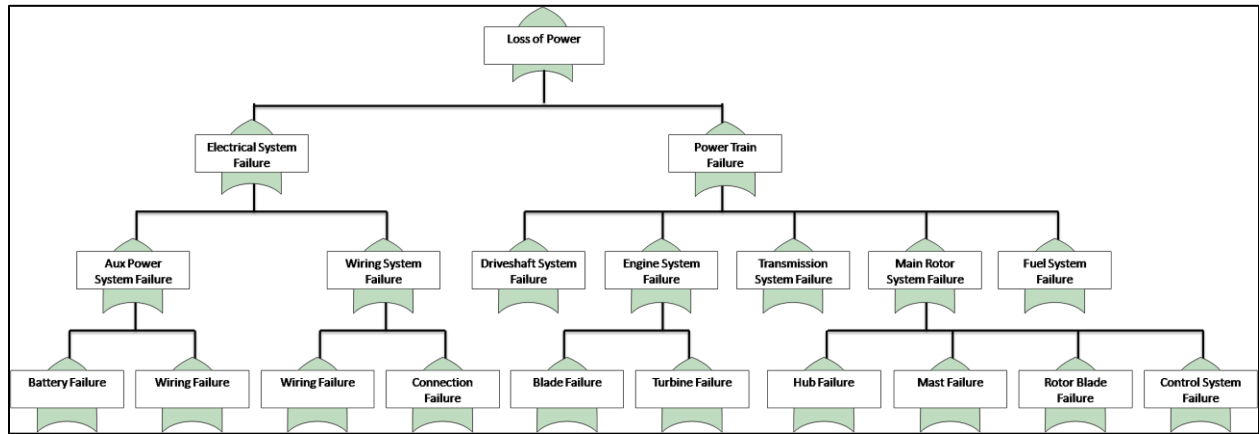 Loss of Power
Electrical System
Failure
Power Train
Failure
Aux Power
System Failure
Wiring System
Failure
Driveshaft System
Failure
Engine System
Failure
Transmission
System Failure
Main Rotor
System Failure
Fuel System
Failure
Battery Failure
Wiring Failure
Wiring Failure
Connection
Failure
Blade Failure
Turbine Failure
Hub Failure
Mast Failure
Rotor Blade
Failure
Control System
Failure